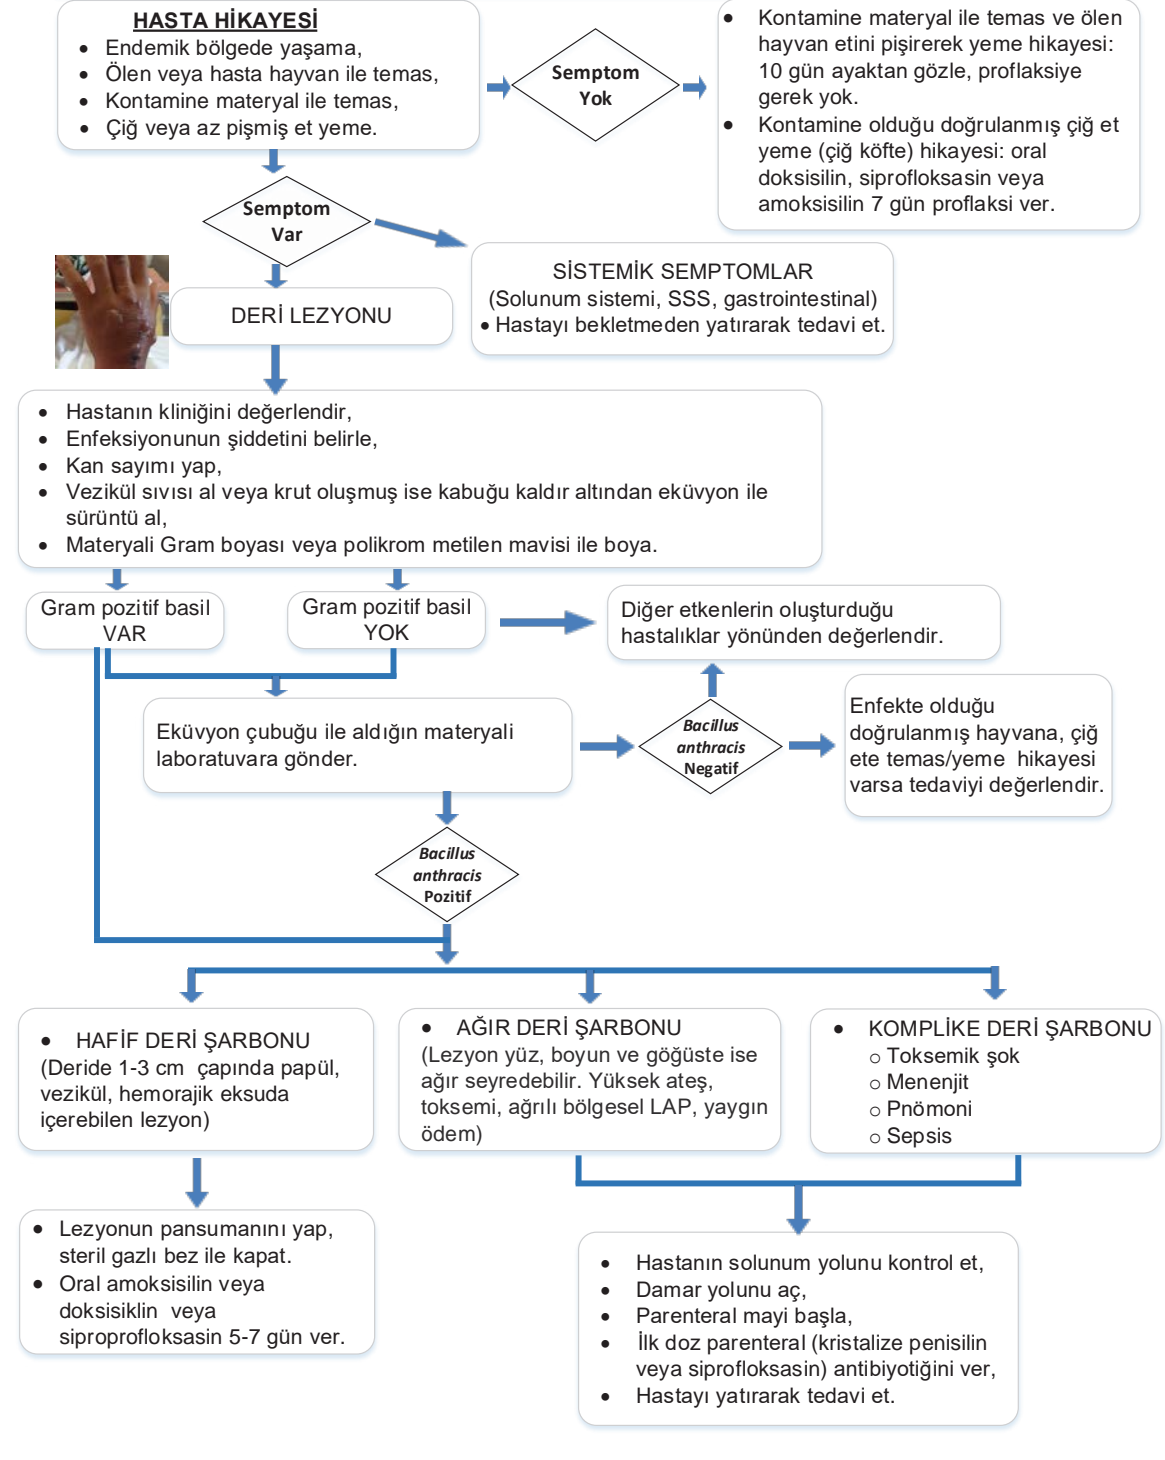 HASTA HİKAYESİ
• Endemik bölgede yaşama,
• Ölen veya hasta hayvan ile temas,
• Kontamine materyal ile temas,
• Çiğ veya az pişmiş et yeme.
Semptom
Yok
• Kontamine materyal ile temas ve ölen
hayvan etini pişirerek yeme hikayesi:
10 gün ayaktan gözle, proflaksiye
gerek yok.
• Kontamine olduğu doğrulanmış çiğ et
yeme (çiğ köfte) hikayesi: oral
doksisilin, siprofloksasin veya
amoksisilin 7 gün proflaksi ver.
Semptom
Var
SİSTEMİK SEMPTOMLAR
(Solunum sistemi, SSS, gastrointestinal)
• Hastayı bekletmeden yatırarak tedavi et.
DERİ LEZYONU
• Hastanın kliniğini değerlendir,
• Enfeksiyonunun şiddetini belirle,
• Kan sayımı yap,
• Vezikül sıvısı al veya krut oluşmuş ise kabuğu kaldır altından eküvyon ile
sürüntü al,
• Materyali Gram boyası veya polikrom metilen mavisi ile boya.
Gram pozitif basil
VAR
Gram pozitif basil
YOK
Diğer etkenlerin oluşturduğu
hastalıklar yönünden değerlendir.
Eküvyon çubuğu ile aldığın materyali
laboratuvara gönder.
Bacillus
anthracis
Negatif
Enfekte olduğu
doğrulanmış hayvana, çiğ
ete temas/yeme hikayesi
varsa tedaviyi değerlendir.
Bacillus
anthracis
Pozitif
• HAFİF DERİ ŞARBONU
(Deride 1-3 cm çapında papül,
vezikül, hemorajik eksuda
içerebilen lezyon)
• AĞIR DERİ ŞARBONU
(Lezyon yüz, boyun ve göğüste ise
ağır seyredebilir. Yüksek ateş,
toksemi, ağrılı bölgesel LAP, yaygın
ödem)
• KOMPLİKE DERİ ŞARBONU
o Toksemik şok
o Menenjit
o Pnömoni
o Sepsis
• Lezyonun pansumanını yap,
steril gazlı bez ile kapat.
• Oral amoksisilin veya
doksisiklin veya
siproprofloksasin 5-7 gün ver.
• Hastanın solunum yolunu kontrol et,
• Damar yolunu aç,
• Parenteral mayi başla,
• İlk doz parenteral (kristalize penisilin
veya siprofloksasin) antibiyotiğini ver,
• Hastayı yatırarak tedavi et.